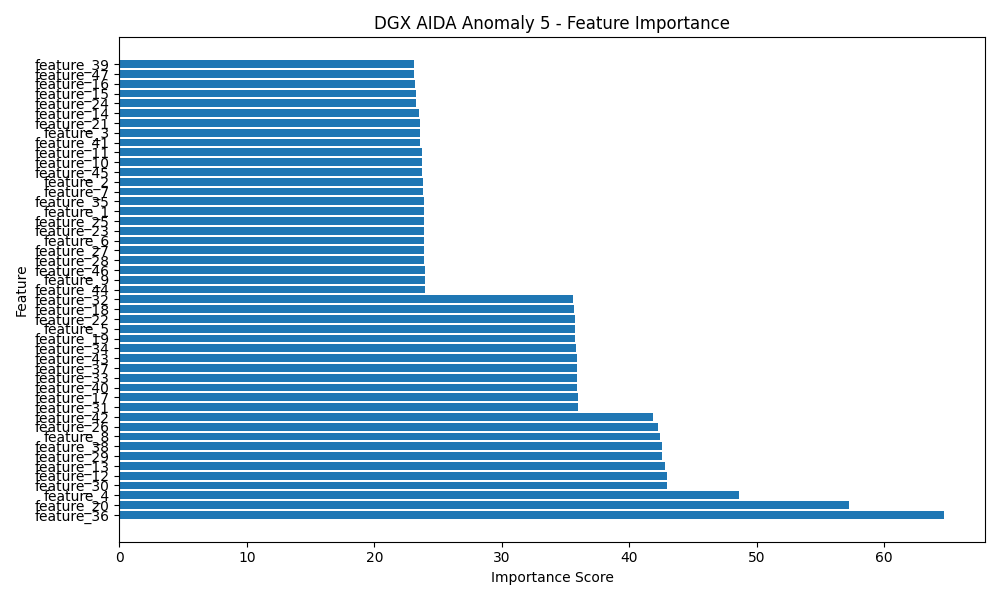 DGX AIDA Anomaly 5 - Feature Importance
feature_39
feature_47
feature_16
feature_15
feature_24
feature_14
feature_21
feature_3
feature_41
feature_11
feature_10
feature_45
feature_2
feature_7
feature_35
feature_1
feature_25
feature_23
feature_6
feature_27
feature_28
feature_46
feature_9
feature_44
feature_32
feature_18
feature_22
feature_5
feature_19
feature_34
feature_43
feature_37
feature_33
feature_40
feature_17
feature_31
feature_42
feature_26
feature_8
feature_38
feature_29
feature_13
feature_12
feature_30
feature_4
feature_20
feature_36
Feature
0 10 20 30 40 50 60
Importance Score